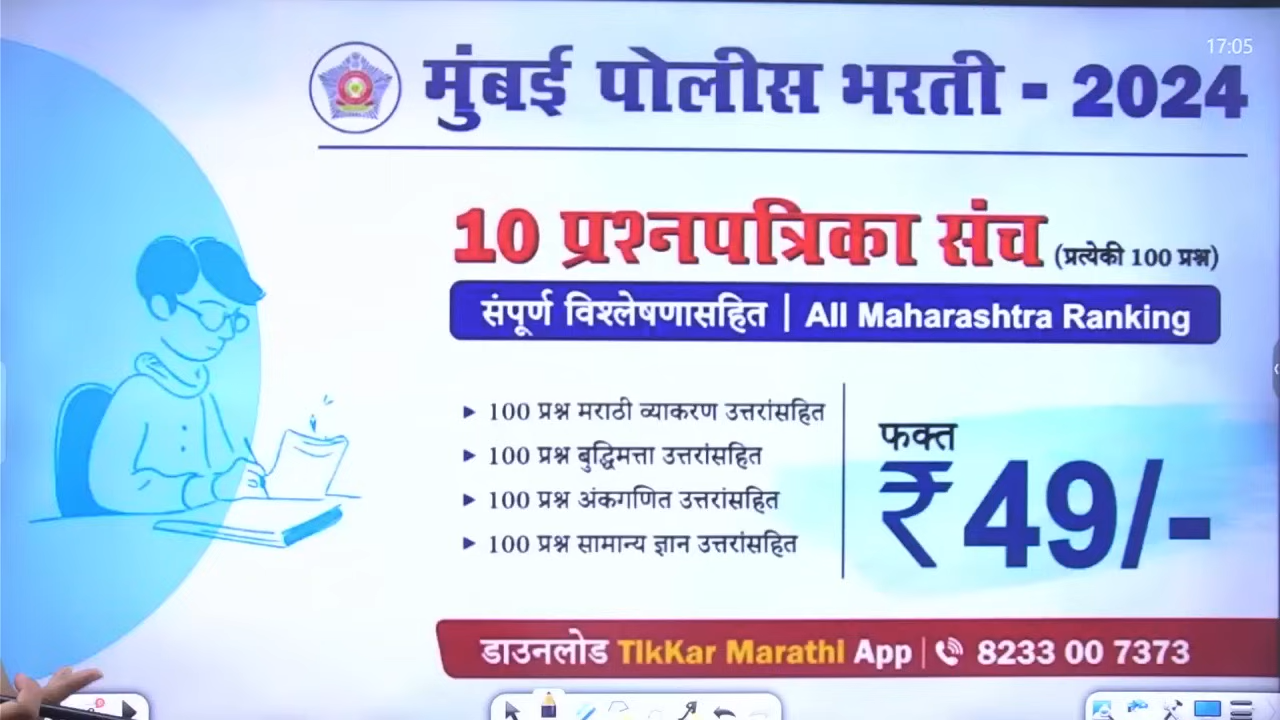 17:05
मुंबई पोलीस भरती - 2024
10 प्रश्नपत्रिका संच (प्रत्येकी 100 प्रश्न)
संपूर्ण विश्लेषणासहित | All Maharashtra Ranking
▸ 100 प्रश्न मराठी व्याकरण उत्तरांसहित
▸ 100 प्रश्न बुद्धिमत्ता उत्तरांसहित
▸ 100 प्रश्न अंकगणित उत्तरांसहित
▸ 100 प्रश्न सामान्य ज्ञान उत्तरांसहित
फक्त
₹ 49/-
डाउनलोड TikKar Marathi App | 8233 00 7373